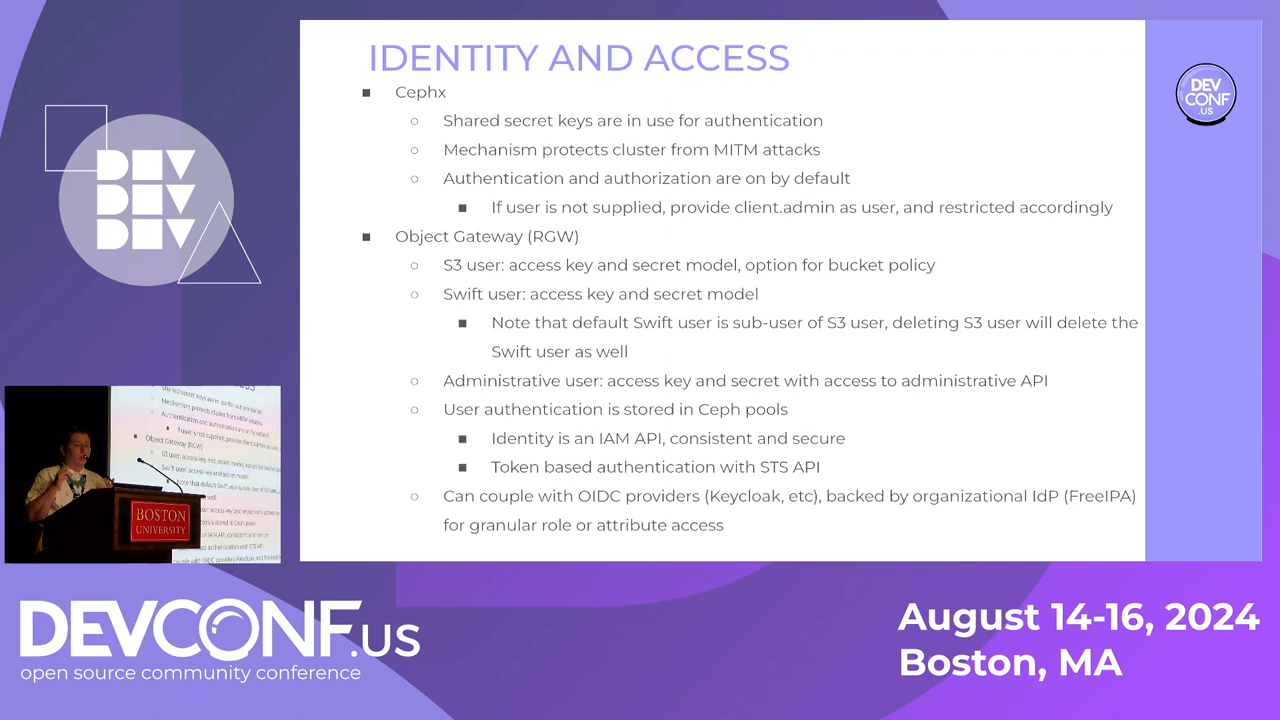 IDENTITY AND ACCESS
■ Cephx
○ Shared secret keys are in use for authentication
○ Mechanism protects cluster from MITM attacks
○ Authentication and authorization are on by default
■ If user is not supplied, provide client.admin as user, and restricted accordingly
■ Object Gateway (RGW)
○ S3 user: access key and secret model, option for bucket policy
○ Swift user: access key and secret model
■ Note that default Swift user is sub-user of S3 user, deleting S3 user will delete the
Swift user as well
○ Administrative user: access key and secret with access to administrative API
○ User authentication is stored in Ceph pools
■ Identity is an IAM API, consistent and secure
■ Token based authentication with STS API
○ Can couple with OIDC providers (Keycloak, etc), backed by organizational IdP (FreeIPA)
for granular role or attribute access
DEV
CONF
.US
DEV
DEV
DEV
BOSTON
UNIVERSITY
DEVCONF.US
open source community conference
August 14-16, 2024
Boston, MA